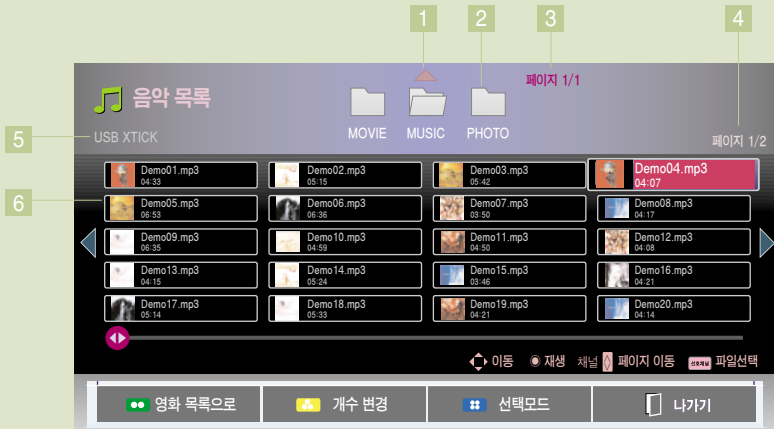 1 2 3 4
페이지 1/1
음악 목록
5 USB XTICK
MOVIE MUSIC PHOTO
페이지 1/2
Demo01.mp3 Demo02.mp3 Demo03.mp3 Demo04.mp3
04:33 05:15 05:42 04:07
6
Demo05.mp3 Demo06.mp3 Demo07.mp3 Demo08.mp3
06:53 06:36 03:50 04:17
Demo09.mp3 Demo10.mp3 Demo11.mp3 Demo12.mp3
06:35 04:59 04:50 04:08
Demo13.mp3 Demo14.mp3 Demo15.mp3 Demo16.mp3
04:15 05:24 03:46 04:21
Demo17.mp3 Demo18.mp3 Demo19.mp3 Demo20.mp3
05:14 05:33 04:21 04:14
이동 재생 채널 페이지 이동 선호채널 파일선택
영화 목록으로 개수 변경 선택모드 나가기